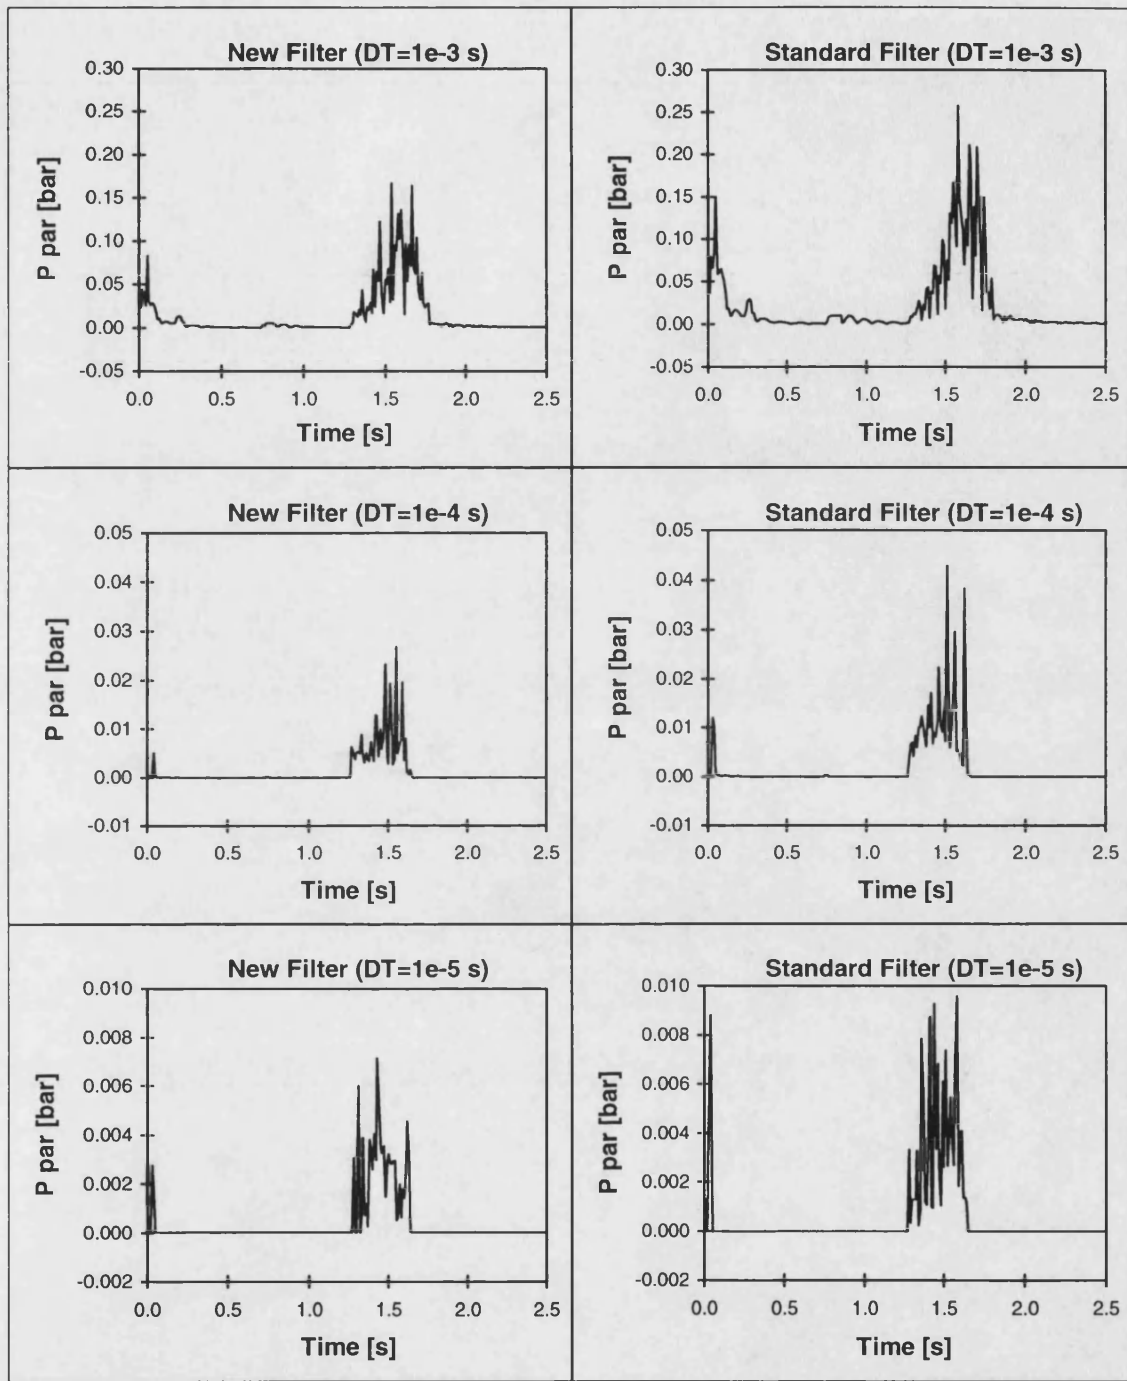 New Filter (DT=1e-3 s)
0.30
0.25
0.20
0.15
0.10
0.05
0.00
-0.05
P par [bar]
0.0 0.5 1.0 1.5 2.0 2.5
Time [s]
Standard Filter (DT=1e-3 s)
0.30
0.25
0.20
0.15
0.10
0.05
0.00
-0.05
P par [bar]
0.0 0.5 1.0 1.5 2.0 2.5
Time [s]
New Filter (DT=1e-4 s)
0.05
0.04
0.03
0.02
0.01
0.00
-0.01
P par [bar]
0.0 0.5 1.0 1.5 2.0 2.5
Time [s]
Standard Filter (DT=1e-4 s)
0.05
0.04
0.03
0.02
0.01
0.00
-0.01
P par [bar]
0.0 0.5 1.0 1.5 2.0 2.5
Time [s]
New Filter (DT=1e-5 s)
0.010
0.008
0.006
0.004
0.002
0.000
-0.002
P par [bar]
0.0 0.5 1.0 1.5 2.0 2.5
Time [s]
Standard Filter (DT=1e-5 s)
0.010
0.008
0.006
0.004
0.002
0.000
-0.002
P par [bar]
0.0 0.5 1.0 1.5 2.0 2.5
Time [s]